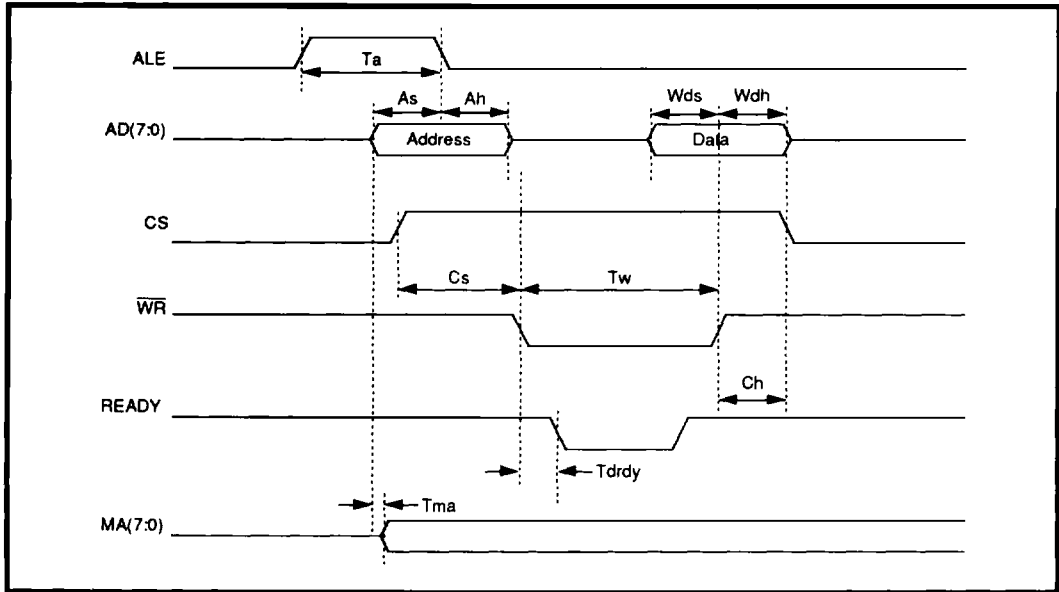 ALE
Ta
As Ah Wds Wdh
AD(7:0) Address Data
CS
Cs Tw
WR
Ch
READY
Tdrdy
Tma
MA(7:0)